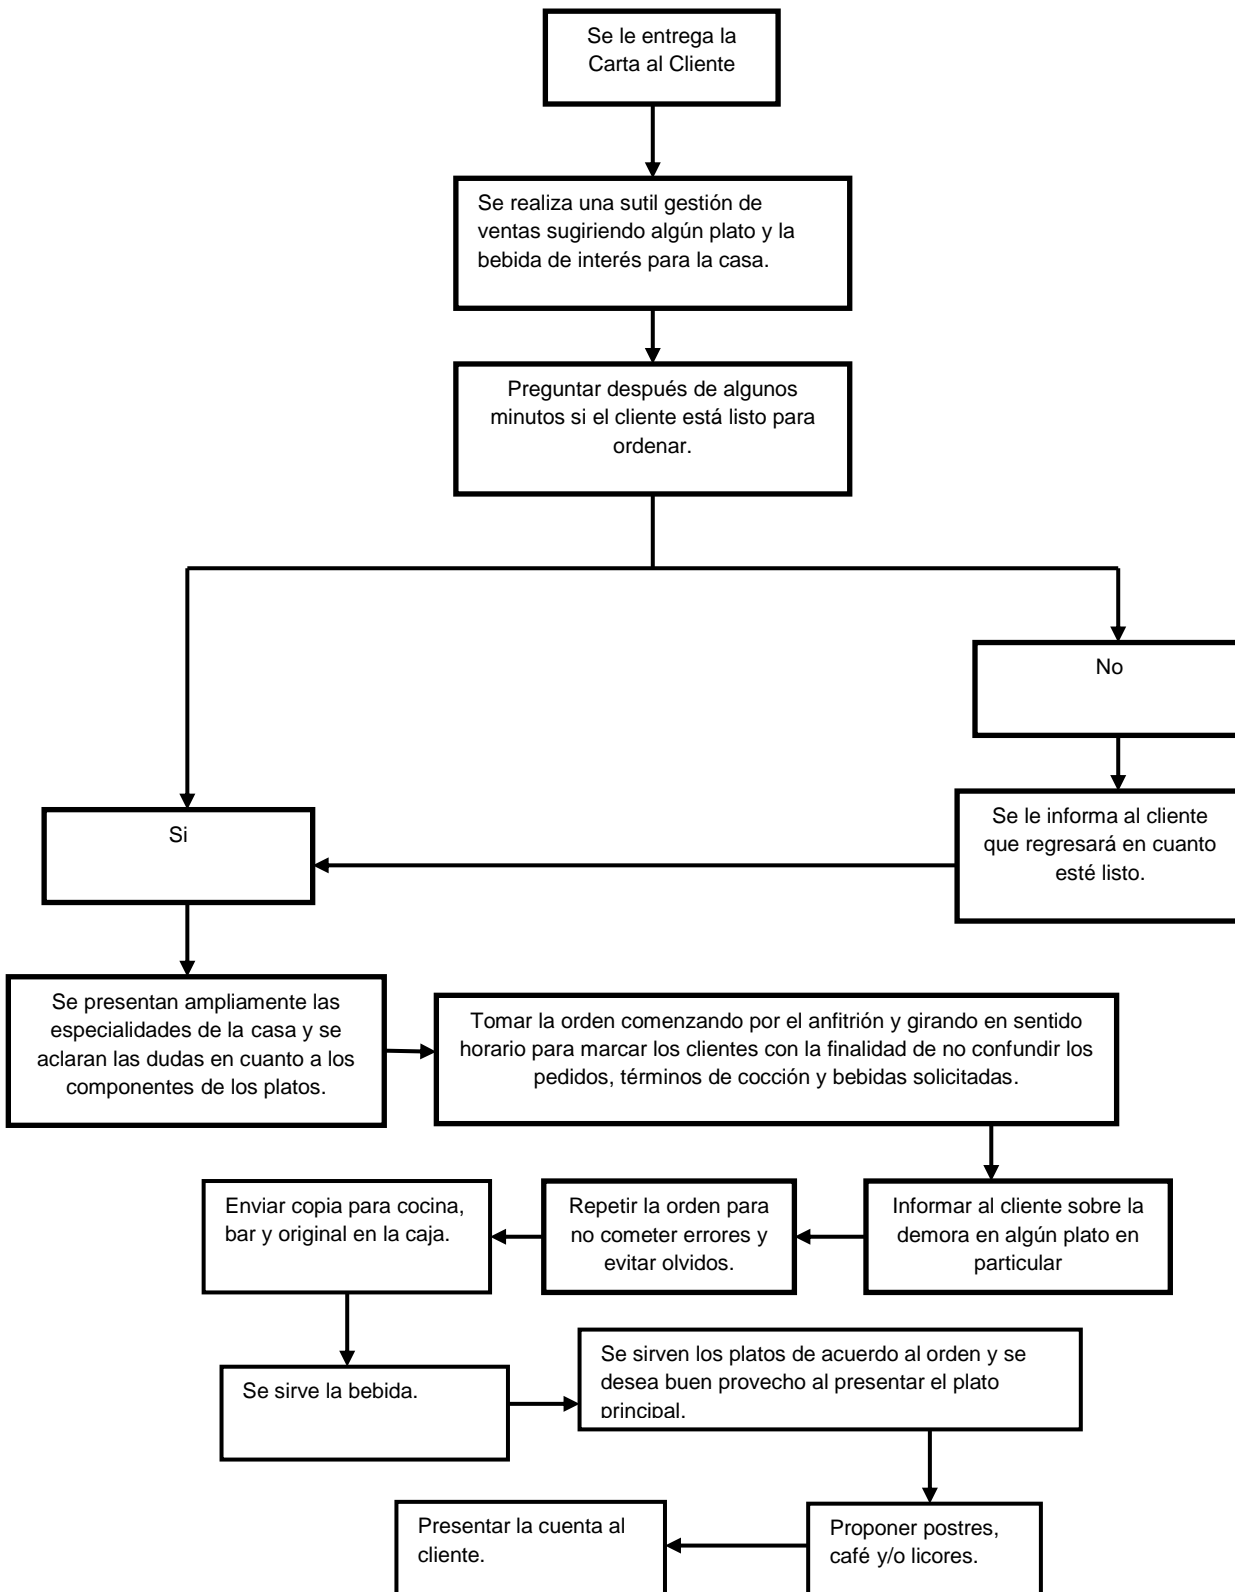 Se le entrega la
Carta al Cliente
Se realiza una sutil gestión de
ventas sugiriendo algún plato y la
bebida de interés para la casa.
Preguntar después de algunos
minutos si el cliente está listo para
ordenar.
No
Se le informa al cliente
que regresará en cuanto
esté listo.
Si
Se presentan ampliamente las
especialidades de la casa y se
aclaran las dudas en cuanto a los
componentes de los platos.
Tomar la orden comenzando por el anfitrión y girando en sentido
horario para marcar los clientes con la finalidad de no confundir los
pedidos, términos de cocción y bebidas solicitadas.
Informar al cliente sobre la
demora en algún plato en
particular
Repetir la orden para
no cometer errores y
evitar olvidos.
Enviar copia para cocina,
bar y original en la caja.
Se sirve la bebida.
Se sirven los platos de acuerdo al orden y se
desea buen provecho al presentar el plato
principal.
Proponer postres,
café y/o licores.
Presentar la cuenta al
cliente.